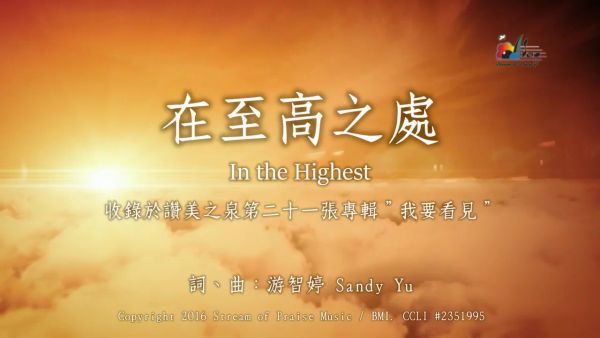 在至高之處
In the Highest
收錄於讚美之泉第二十一張專輯”我要看見”
詞、曲：游智婷 Sandy Yu
Copyright 2016 Stream of Praise Music / BMI. CCLI #2351995